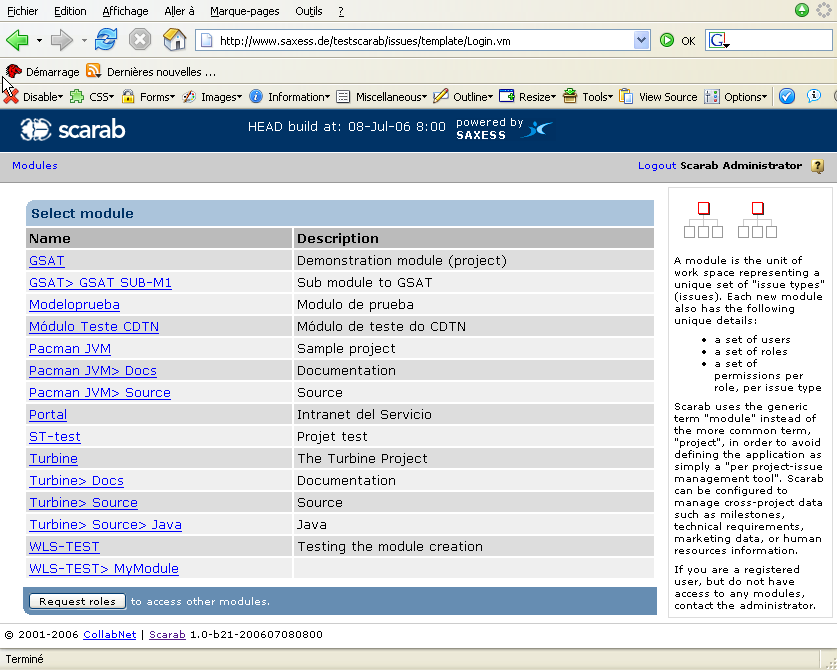 Fichier Edition Affichage Aller à Marque-pages Outils ?
http://www.saxess.de/testscarab/issues/template/Login.vm OK G
Démarrage Dernières nouvelles ...
Disable CSS Forms Images Information Miscellaneous Outline Resize Tools View Source Options
scarab HEAD build at: 08-Jul-06 8:00 powered by
SAXESS
Modules Logout Scarab Administrator ?
Select module
Name Description
GSAT Demonstration module (project)
GSAT> GSAT SUB-M1 Sub module to GSAT
Modeloprueba Modulo de prueba
Módulo Teste CDTN Módulo de teste do CDTN
Pacman JVM Sample project
Pacman JVM> Docs Documentation
Pacman JVM> Source Source
Portal Intranet del Servicio
ST-test Projet test
Turbine The Turbine Project
Turbine> Docs Documentation
Turbine> Source Source
Turbine> Source> Java Java
WLS-TEST Testing the module creation
WLS-TEST> MyModule
Request roles to access other modules.
A module is the unit of
work space representing a
unique set of "issue types"
(issues). Each new module
also has the following
unique details:
• a set of users
• a set of roles
• a set of
permissions per
role, per issue type
Scarab uses the generic
term "module" instead of
the more common term,
"project", in order to avoid
defining the application as
simply a "per project-issue
management tool". Scarab
can be configured to
manage cross-project data
such as milestones,
technical requirements,
marketing data, or human
resources information.
If you are a registered
user, but do not have
access to any modules,
contact the administrator.
© 2001-2006 CollabNet | Scarab 1.0-b21-200607080800
Terminé